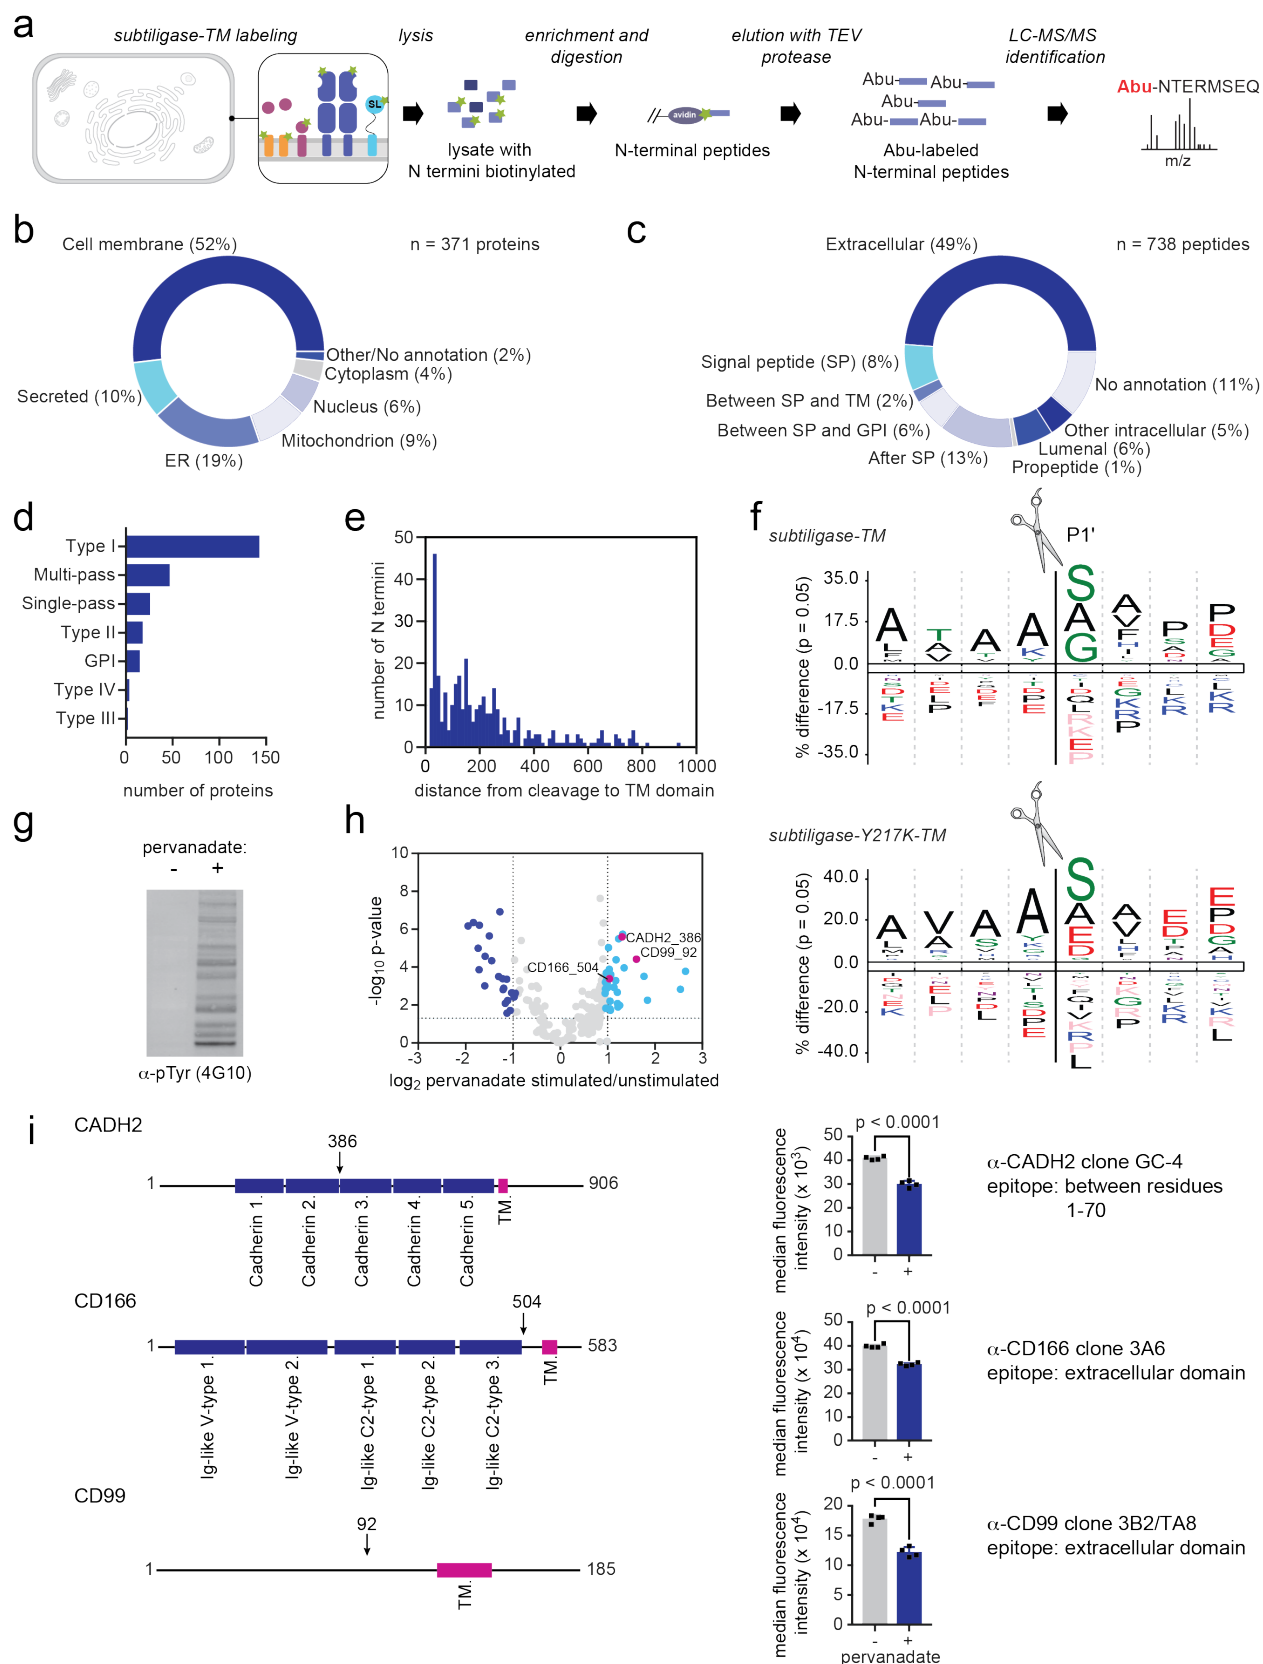 a
subtiligase-TM labeling
lysis
enrichment and
digestion
elution with TEV
protease
LC-MS/MS
identification
SL
avidin
Abu-
Abu-
Abu-
Abu-
Abu-
Abu-NTERMSEQ
m/z
lysate with
N termini biotinylated
N-terminal peptides
Abu-labeled
N-terminal peptides
b
Cell membrane (52%)
n = 371 proteins
Other/No annotation (2%)
Cytoplasm (4%)
Nucleus (6%)
Mitochondrion (9%)
ER (19%)
Secreted (10%)
c
Extracellular (49%)
n = 738 peptides
Signal peptide (SP) (8%)
Between SP and TM (2%)
Between SP and GPI (6%)
After SP (13%)
Propeptide (1%)
Lumenal (6%)
Other intracellular (5%)
No annotation (11%)
d
Type I
Multi-pass
Single-pass
Type II
GPI
Type IV
Type III
0 50 100 150
number of proteins
e
number of N termini
50
40
30
20
10
0
0 200 400 600 800 1000
distance from cleavage to TM domain
f
subtiligase-TM
P1'
% difference (p = 0.05)
35.0
17.5
0.0
-17.5
-35.0
subtiligase-Y217K-TM
% difference (p = 0.05)
40.0
20.0
0.0
-20.0
-40.0
g
pervanadate:
- +
α-pTyr (4G10)
h
-log10 p-value
10
8
6
4
2
0
-3 -2 -1 0 1 2 3
CADH2_386
CD99_92
CD166_504
log2 pervanadate stimulated/unstimulated
i
CADH2
386
1
906
Cadherin 1.
Cadherin 2.
Cadherin 3.
Cadherin 4.
Cadherin 5.
TM.
p < 0.0001
median fluorescence
intensity (x 10³)
50
40
30
20
10
0
- +
α-CADH2 clone GC-4
epitope: between residues
1-70
CD166
504
1
583
Ig-like V-type 1.
Ig-like V-type 2.
Ig-like C2-type 1.
Ig-like C2-type 2.
Ig-like C2-type 3.
TM.
p < 0.0001
median fluorescence
intensity (x 10⁴)
50
40
30
20
10
0
- +
α-CD166 clone 3A6
epitope: extracellular domain
CD99
92
1
185
TM.
p < 0.0001
median fluorescence
intensity (x 10⁴)
20
15
10
5
0
- +
pervanadate
α-CD99 clone 3B2/TA8
epitope: extracellular domain